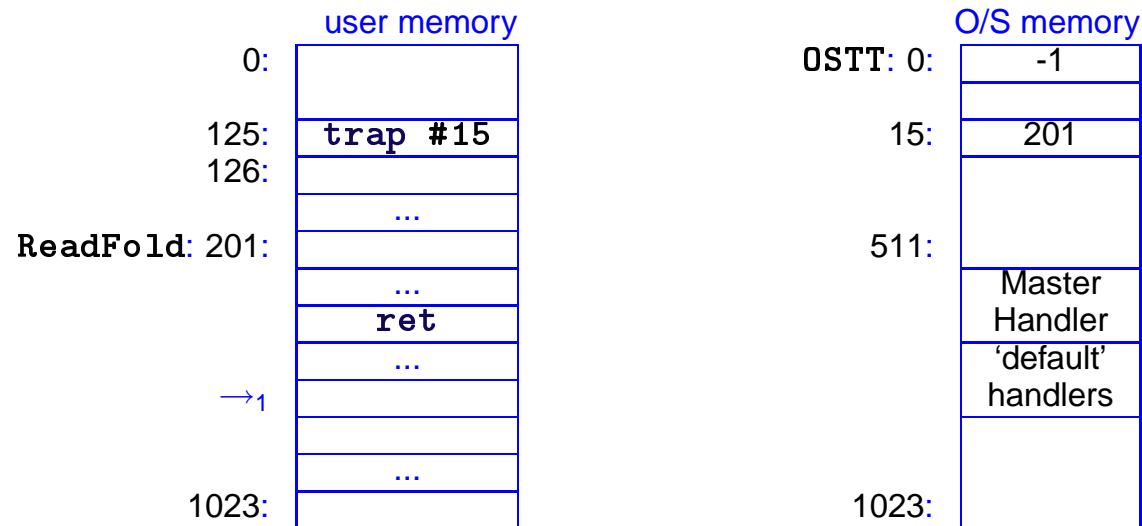 user memory
0:
125: trap #15
126:
...
ReadFold: 201:
...
ret
...
→1
...
1023:
O/S memory
OSTT: 0: -1
15: 201
511:
Master
Handler
‘default’
handlers
1023: